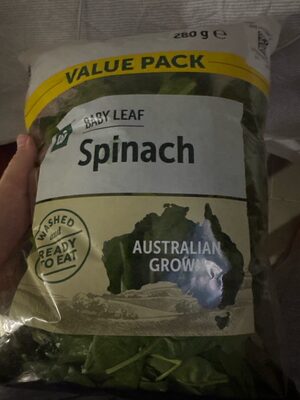 280 g ℮
VALUE PACK
BABY LEAF
Spinach
WASHED
and
READY
TO EAT
AUSTRALIAN
GROWN